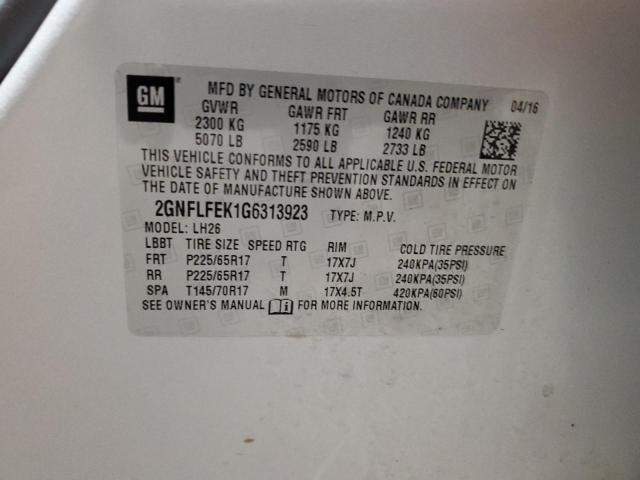 GM
MFD BY GENERAL MOTORS OF CANADA COMPANY 04/16
GVWR GAWR FRT GAWR RR
2300 KG 1175 KG 1240 KG
5070 LB 2590 LB 2733 LB
THIS VEHICLE CONFORMS TO ALL APPLICABLE U.S. FEDERAL MOTOR
VEHICLE SAFETY AND THEFT PREVENTION STANDARDS IN EFFECT ON
THE DATE OF MANUFACTURE SHOWN ABOVE.
2GNFLFEK1G6313923 TYPE: M.P.V.
MODEL: LH26
LBBT TIRE SIZE SPEED RTG RIM COLD TIRE PRESSURE
FRT P225/65R17 T 17X7J 240KPA(35PSI)
RR P225/65R17 T 17X7J 240KPA(35PSI)
SPA T145/70R17 M 17X4.5T 420KPA(60PSI)
SEE OWNER'S MANUAL FOR MORE INFORMATION.